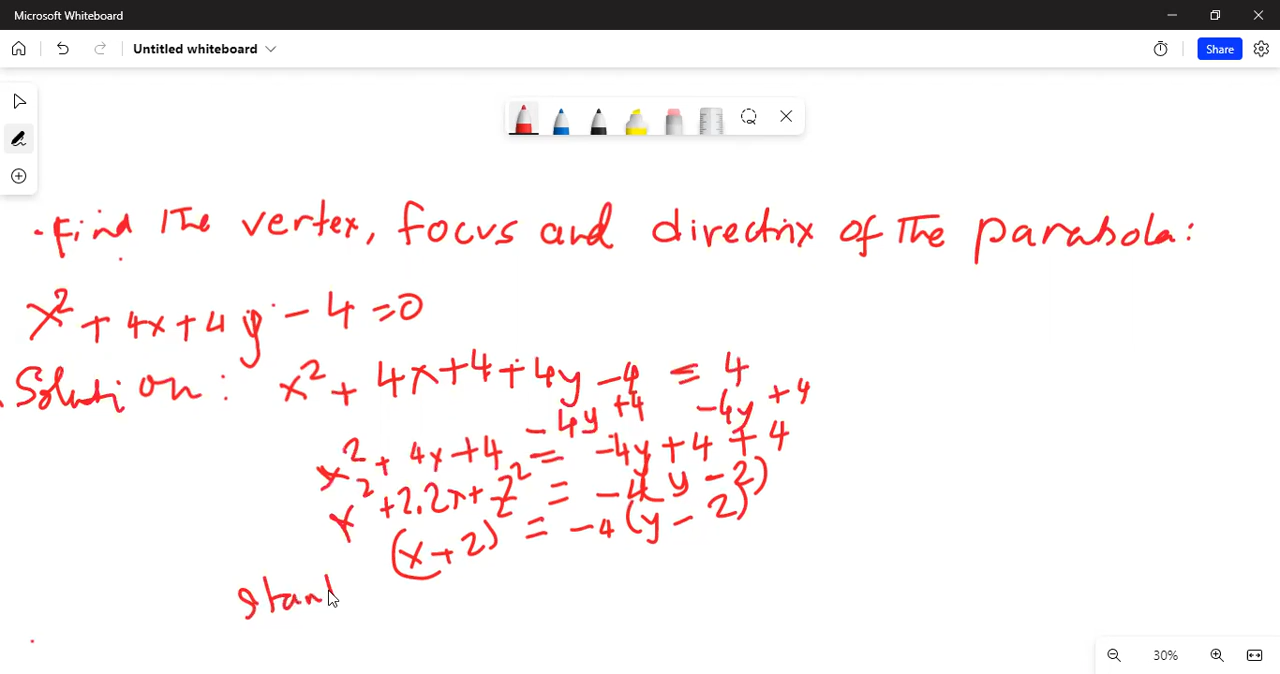 Microsoft Whiteboard
Untitled whiteboard
Share
. Find The vertex, focus and directrix of The parabola:
x² + 4x + 4y - 4 = 0
. Solution: x² + 4x + 4 + 4y - 4 = 4
- 4y + 4 - 4y + 4
x² + 4x + 4 = -4y + 4 + 4
x² + 2.2x + 2² = -4(y - 2)
(x + 2) = -4(y - 2)
stand
30%